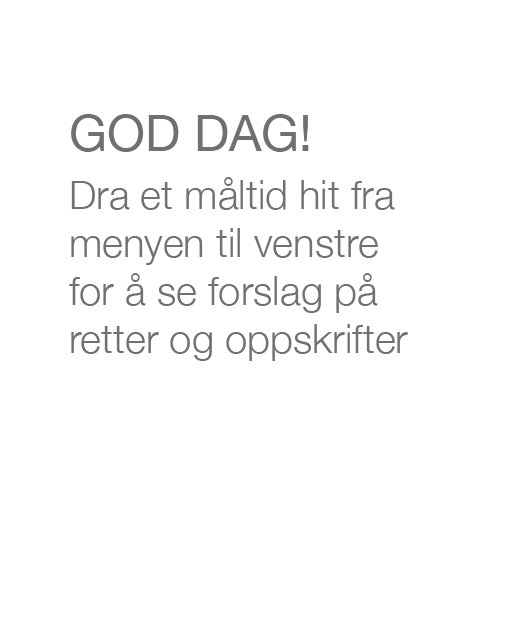 GOD DAG!
Dra et måltid hit fra
menyen til venstre
for å se forslag på
retter og oppskrifter